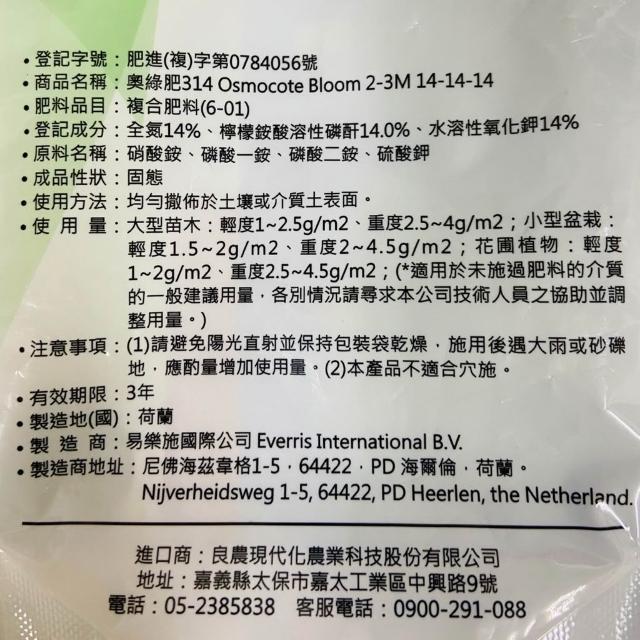 • 登記字號：肥進(複)字第0784056號
• 商品名稱：奧綠肥314 Osmocote Bloom 2-3M 14-14-14
• 肥料品目：複合肥料(6-01)
• 登記成分：全氮14%、檸檬銨酸溶性磷酐14.0%、水溶性氧化鉀14%
• 原料名稱：硝酸銨、磷酸一銨、磷酸二銨、硫酸鉀
• 成品性狀：固態
• 使用方法：均勻撒佈於土壤或介質土表面。
• 使 用 量：大型苗木：輕度1~2.5g/m2、重度2.5~4g/m2；小型盆栽：
輕度1.5~2g/m2、重度2~4.5g/m2；花圃植物：輕度
1~2g/m2、重度2.5~4.5g/m2；(*適用於未施過肥料的介質
的一般建議用量，各別情況請尋求本公司技術人員之協助並調
整用量。)
• 注意事項：(1)請避免陽光直射並保持包裝袋乾燥，施用後遇大雨或砂礫
地，應酌量增加使用量。(2)本產品不適合穴施。
• 有效期限：3年
• 製造地(國)：荷蘭
• 製 造 商：易樂施國際公司 Everris International B.V.
• 製造商地址：尼佛海茲韋格1-5，64422，PD 海爾倫，荷蘭。
Nijverheidsweg 1-5, 64422, PD Heerlen, the Netherland.
進口商：良農現代化農業科技股份有限公司
地址：嘉義縣太保市嘉太工業區中興路9號
電話：05-2385838 客服電話：0900-291-088